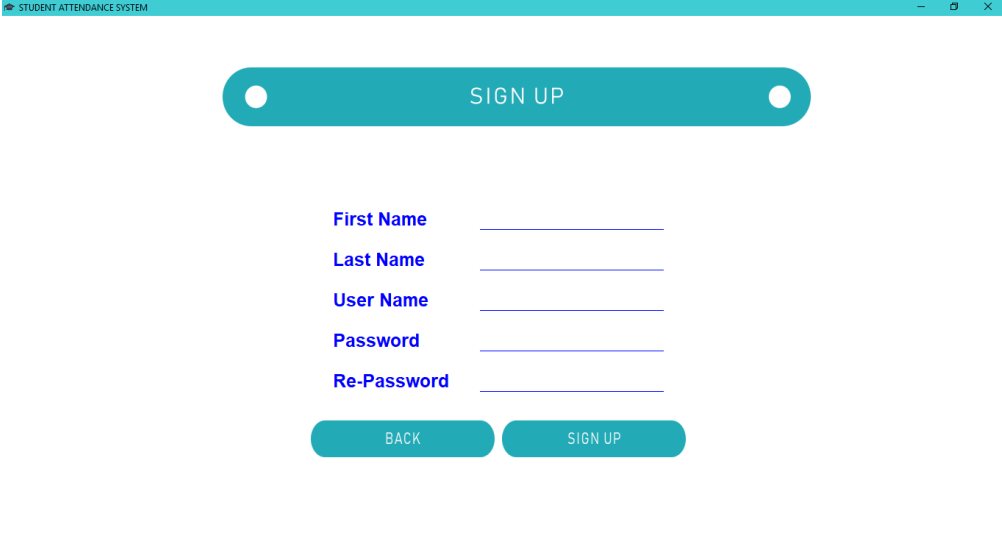 STUDENT ATTENDANCE SYSTEM
SIGN UP
First Name
Last Name
User Name
Password
Re-Password
BACK SIGN UP